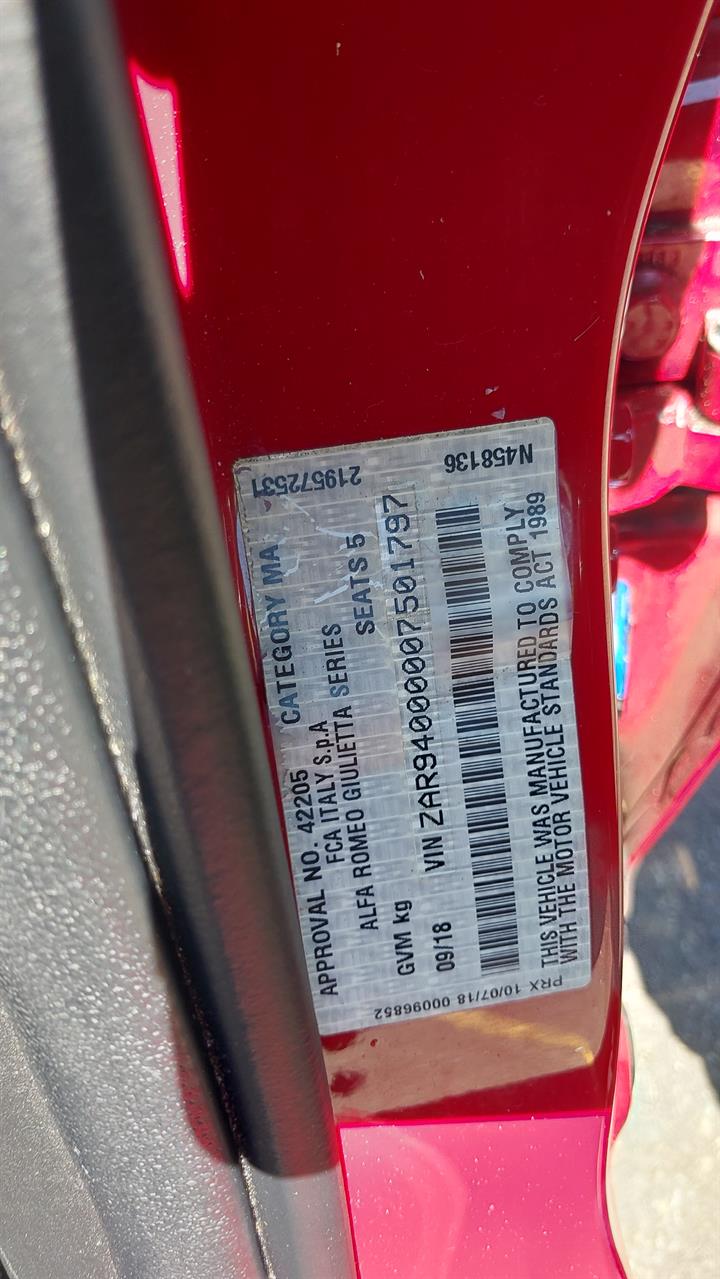 219572531
N458136
APPROVAL NO. 42205 CATEGORY MA
FCA ITALY S.p.A
ALFA ROMEO GIULIETTA SERIES
GVM kg SEATS 5
09/18 VIN ZAR94000007501797
THIS VEHICLE WAS MANUFACTURED TO COMPLY
WITH THE MOTOR VEHICLE STANDARDS ACT 1989
PRX 10/07/18 00096852